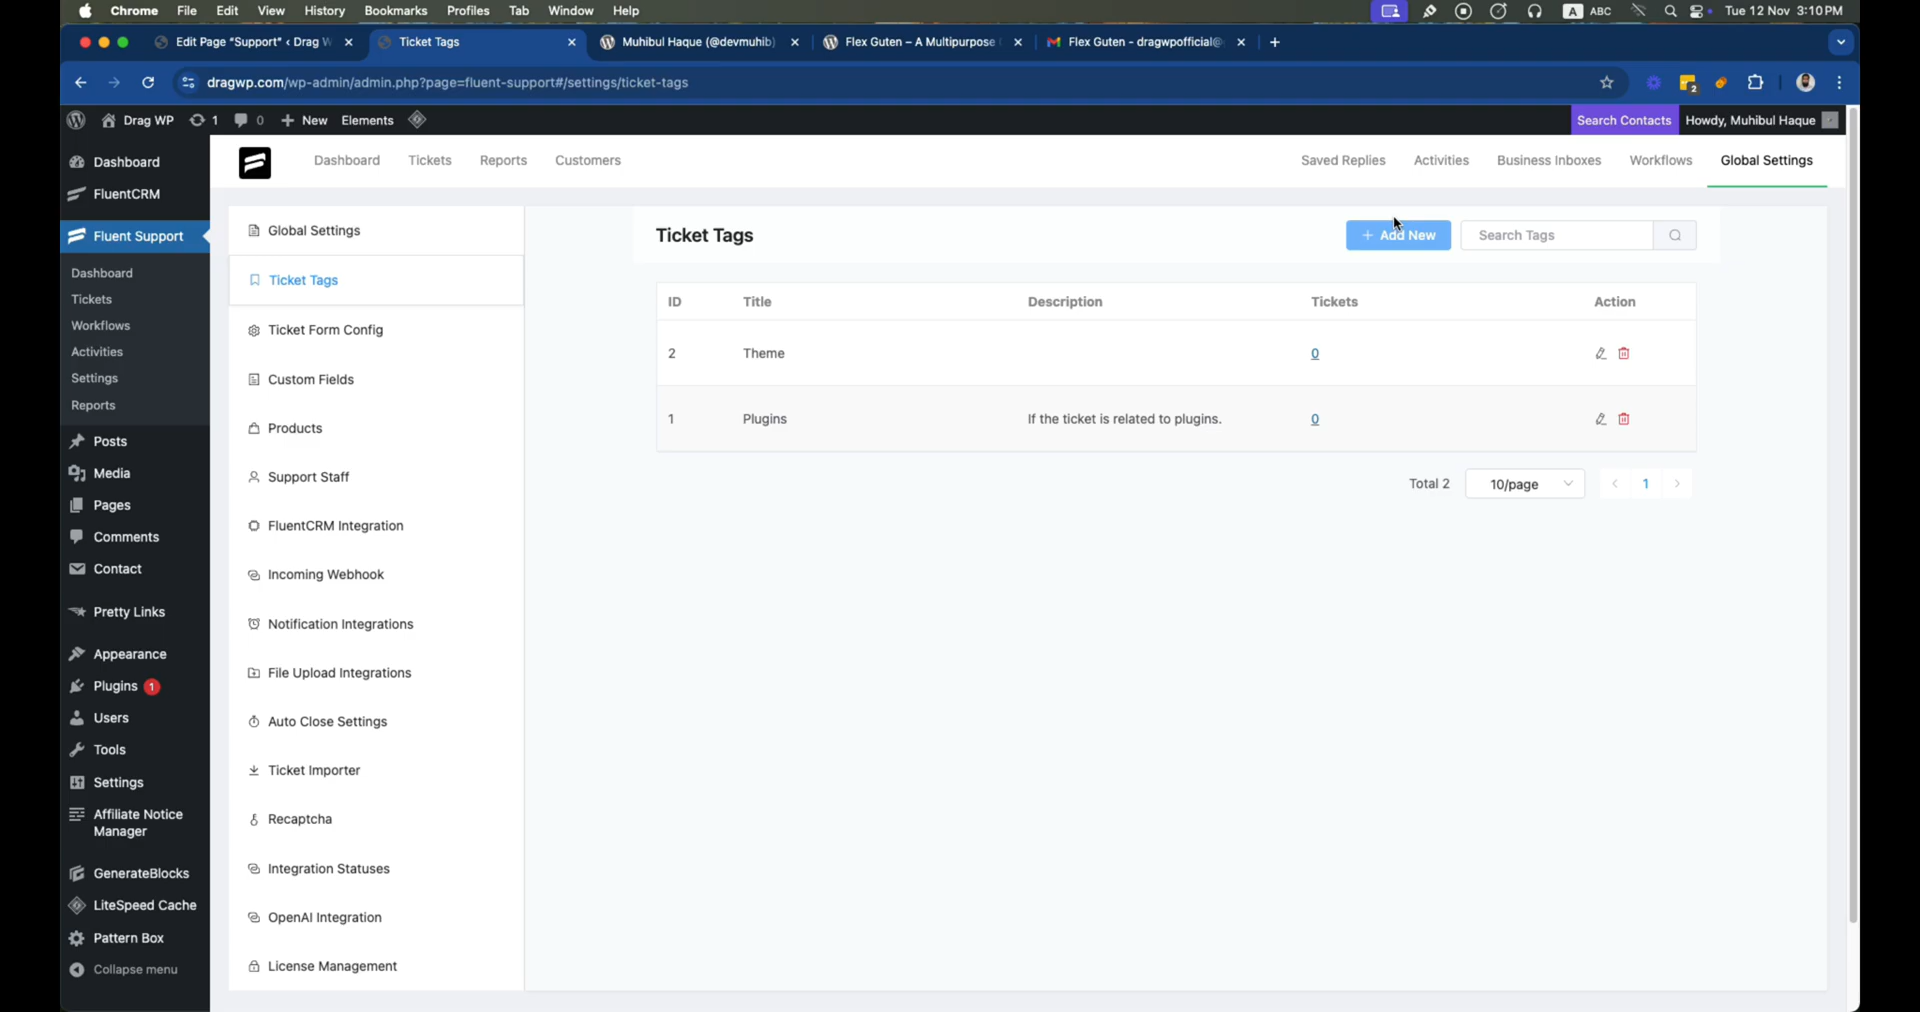 Chrome File Edit View History Bookmarks Profiles Tab Window Help A ABC Tue 12 Nov 3:10 PM
Edit Page "Support" ‹ Drag W Ticket Tags Muhibul Haque (@devmuhib) Flex Guten – A Multipurpose Flex Guten - dragwpofficial@
dragwp.com/wp-admin/admin.php?page=fluent-support#/settings/ticket-tags 2
Drag WP 1 0 New Elements Search Contacts Howdy, Muhibul Haque
Dashboard
FluentCRM
Fluent Support
Dashboard
Tickets
Workflows
Activities
Settings
Reports
Posts
Media
Pages
Comments
Contact
Pretty Links
Appearance
Plugins 1
Users
Tools
Settings
Affiliate Notice
Manager
GenerateBlocks
LiteSpeed Cache
Pattern Box
Collapse menu
Dashboard Tickets Reports Customers Saved Replies Activities Business Inboxes Workflows Global Settings
Global Settings
Ticket Tags
Ticket Form Config
Custom Fields
Products
Support Staff
FluentCRM Integration
Incoming Webhook
Notification Integrations
File Upload Integrations
Auto Close Settings
Ticket Importer
Recaptcha
Integration Statuses
OpenAI Integration
License Management
Ticket Tags + Add New Search Tags
ID Title Description Tickets Action
2 Theme 0
1 Plugins If the ticket is related to plugins. 0
Total 2 10/page 1